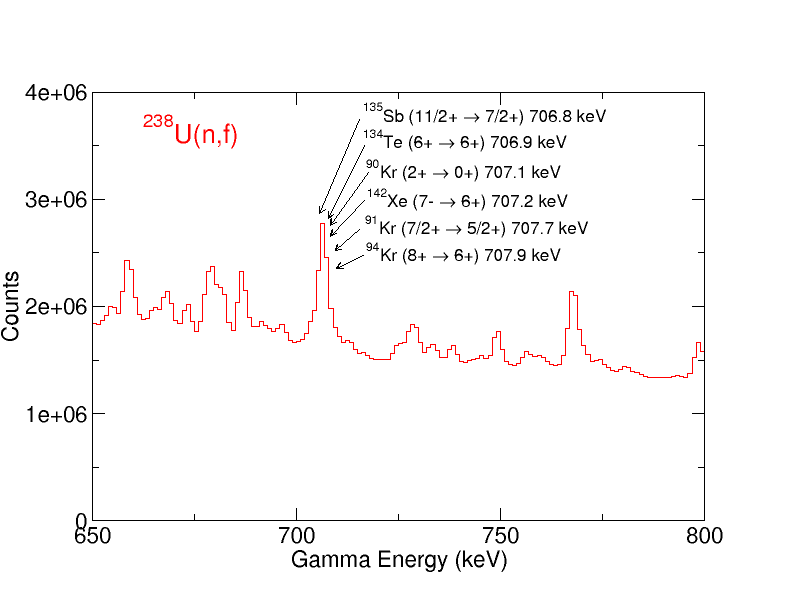 4e+06
3e+06
2e+06
1e+06
0
Counts
²³⁸U(n,f)
¹³⁵Sb (11/2+ → 7/2+) 706.8 keV
¹³⁴Te (6+ → 6+) 706.9 keV
⁹⁰Kr (2+ → 0+) 707.1 keV
¹⁴²Xe (7- → 6+) 707.2 keV
⁹¹Kr (7/2+ → 5/2+) 707.7 keV
⁹⁴Kr (8+ → 6+) 707.9 keV
650 700 750 800
Gamma Energy (keV)